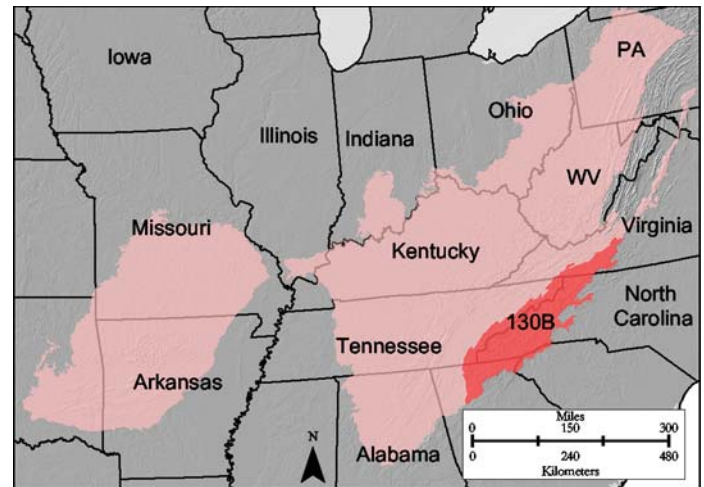 Iowa
PA
Ohio
Illinois
Indiana
WV
Missouri
Virginia
Kentucky
North
Carolina
130B
Tennessee
Arkansas
Alabama
N
Miles
0 150 300
0 240 480
Kilometers